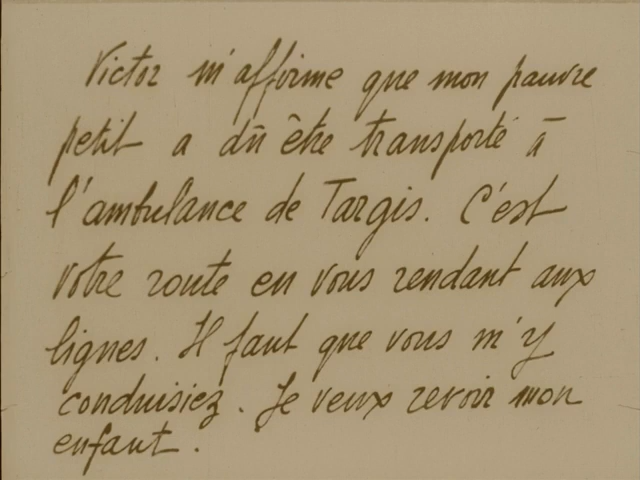 Victor m'affirme que mon pauvre
petit a dû être transporté à
l'ambulance de Targis. C'est
votre route en vous rendant aux
lignes. Il faut que vous m'y
conduisiez. Je veux revoir mon
enfant.